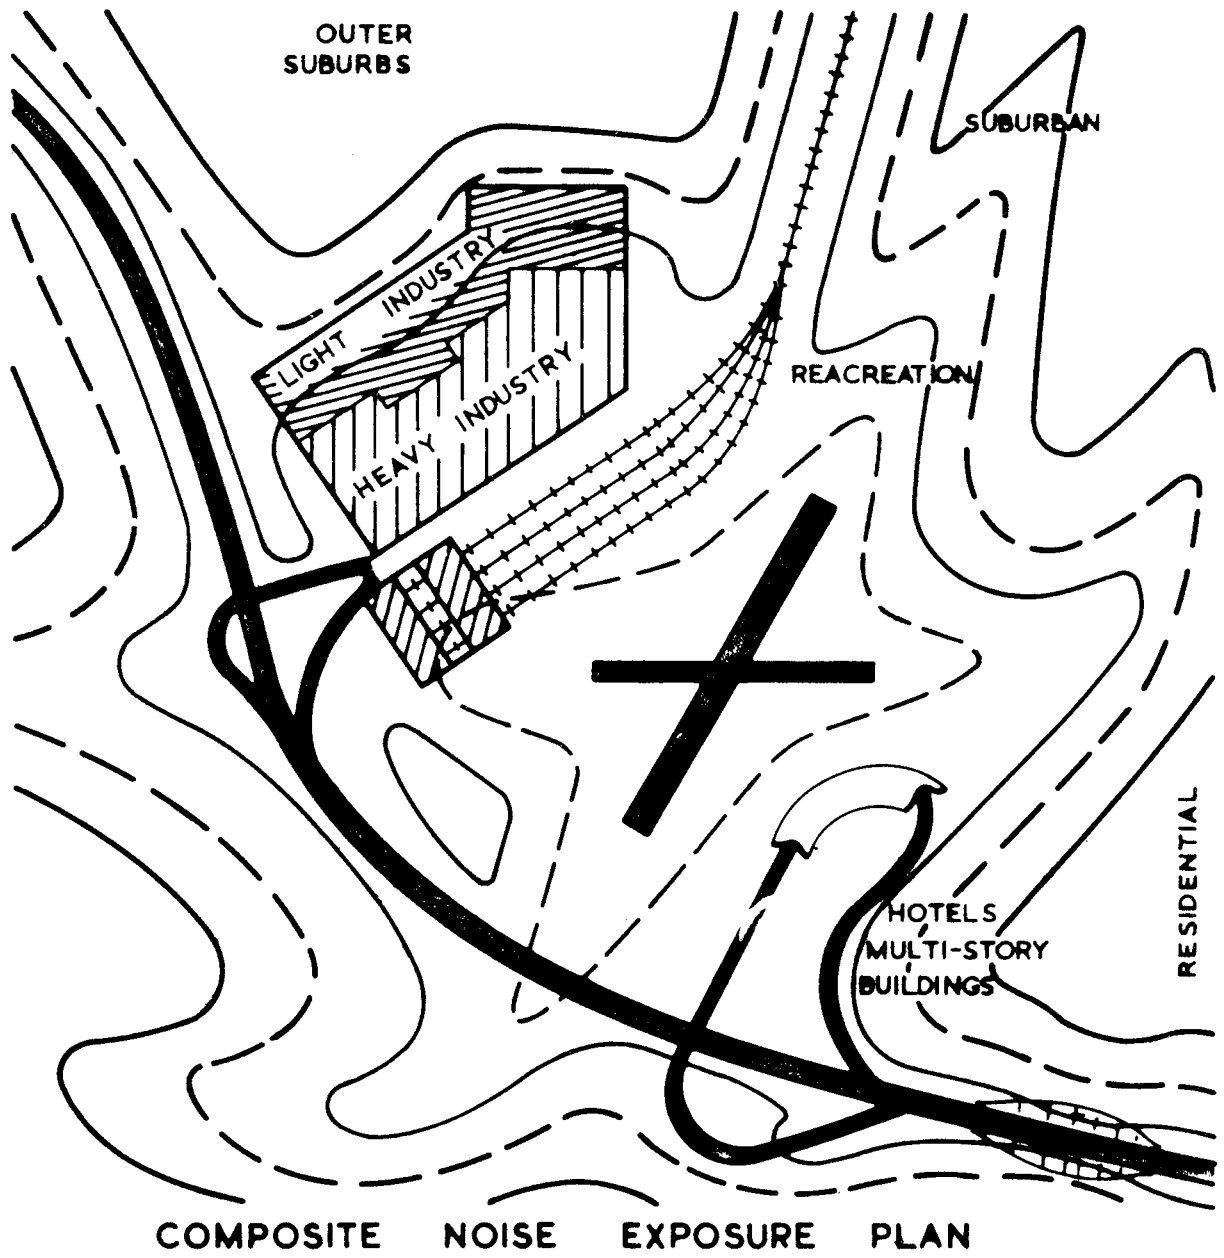 OUTER
SUBURBS
SUBURBAN
LIGHT INDUSTRY
HEAVY INDUSTRY
REACREATION
HOTELS
MULTI-STORY
BUILDINGS
RESIDENTIAL
COMPOSITE NOISE EXPOSURE PLAN